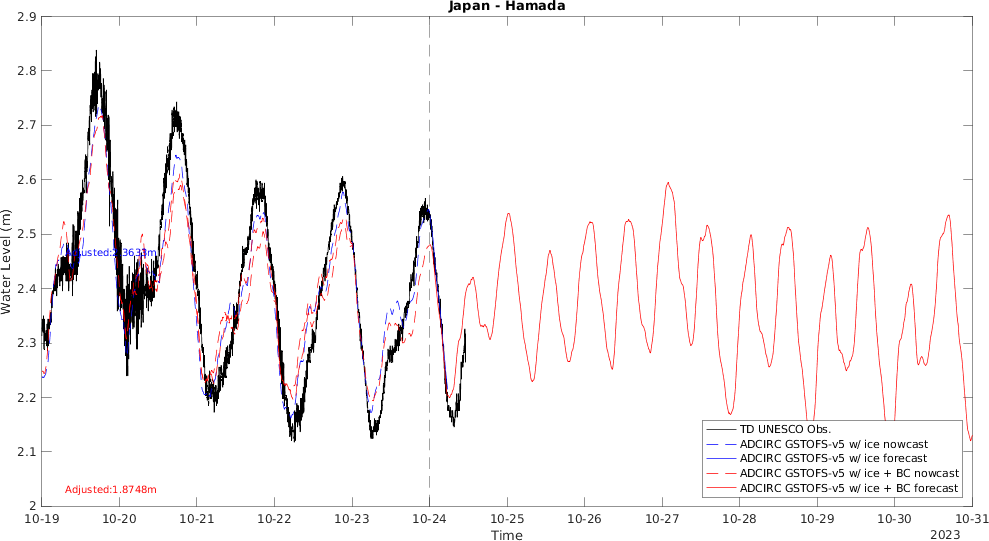 Japan - Hamada
2.9
2.8
2.7
2.6
2.5
2.4
2.3
2.2
2.1
2
Water Level (m)
Adjusted:2.3633m
Adjusted:1.8748m
TD UNESCO Obs.
ADCIRC GSTOFS-v5 w/ ice nowcast
ADCIRC GSTOFS-v5 w/ ice forecast
ADCIRC GSTOFS-v5 w/ ice + BC nowcast
ADCIRC GSTOFS-v5 w/ ice + BC forecast
10-19 10-20 10-21 10-22 10-23 10-24 10-25 10-26 10-27 10-28 10-29 10-30 10-31
Time
2023